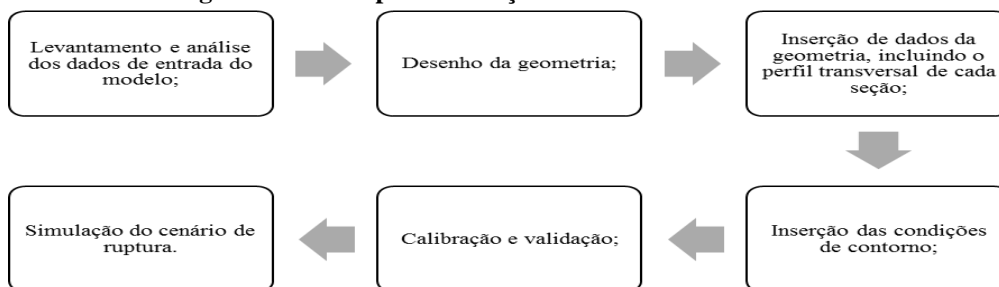 Levantamento e análise
dos dados de entrada do
modelo;
Desenho da geometria;
Inserção de dados da
geometria, incluindo o
perfil transversal de cada
seção;
Inserção das condições
de contorno;
Calibração e validação;
Simulação do cenário de
ruptura.